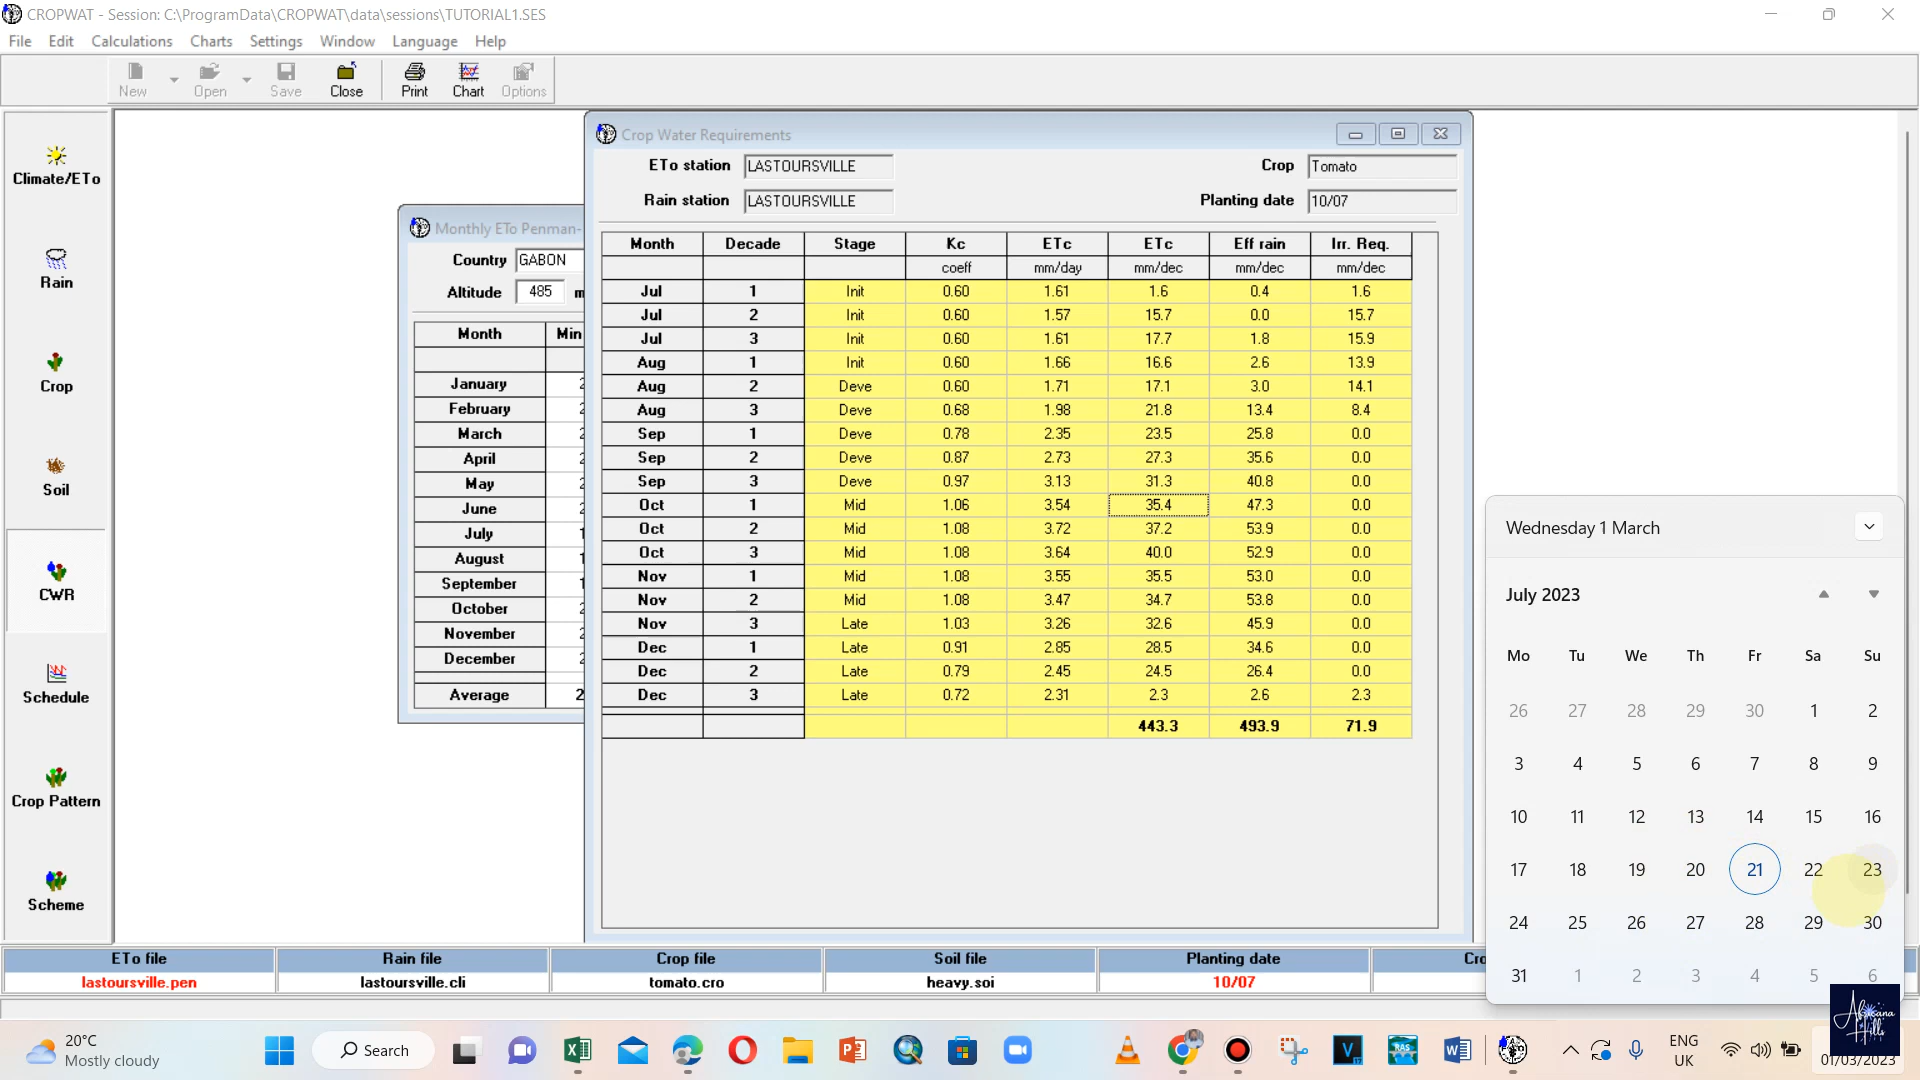 CROPWAT - Session: C:\ProgramData\CROPWAT\data\sessions\TUTORIAL1.SES
File Edit Calculations Charts Settings Window Language Help
New Open Save Close Print Chart Options
Climate/ETo
Rain
Crop
Soil
CWR
Schedule
Crop Pattern
Scheme
Monthly ETo Penman-
Country GABON
Altitude 485 m
Month Min
January 2
February 2
March 2
April 2
May 2
June 2
July 1
August 1
September 1
October 2
November 2
December 2
Average 2
Crop Water Requirements
ETo station LASTOURSVILLE Crop Tomato
Rain station LASTOURSVILLE Planting date 10/07
Month Decade Stage Kc ETc ETc Eff rain Irr. Req.
coeff mm/day mm/dec mm/dec mm/dec
Jul 1 Init 0.60 1.61 1.6 0.4 1.6
Jul 2 Init 0.60 1.57 15.7 0.0 15.7
Jul 3 Init 0.60 1.61 17.7 1.8 15.9
Aug 1 Init 0.60 1.66 16.6 2.6 13.9
Aug 2 Deve 0.60 1.71 17.1 3.0 14.1
Aug 3 Deve 0.68 1.98 21.8 13.4 8.4
Sep 1 Deve 0.78 2.35 23.5 25.8 0.0
Sep 2 Deve 0.87 2.73 27.3 35.6 0.0
Sep 3 Deve 0.97 3.13 31.3 40.8 0.0
Oct 1 Mid 1.06 3.54 35.4 47.3 0.0
Oct 2 Mid 1.08 3.72 37.2 53.9 0.0
Oct 3 Mid 1.08 3.64 40.0 52.9 0.0
Nov 1 Mid 1.08 3.55 35.5 53.0 0.0
Nov 2 Mid 1.08 3.47 34.7 53.8 0.0
Nov 3 Late 1.03 3.26 32.6 45.9 0.0
Dec 1 Late 0.91 2.85 28.5 34.6 0.0
Dec 2 Late 0.79 2.45 24.5 26.4 0.0
Dec 3 Late 0.72 2.31 2.3 2.6 2.3
443.3 493.9 71.9
Wednesday 1 March
July 2023
Mo Tu We Th Fr Sa Su
26 27 28 29 30 1 2
3 4 5 6 7 8 9
10 11 12 13 14 15 16
17 18 19 20 21 22 23
24 25 26 27 28 29 30
31 1 2 3 4 5 6
ETo file Rain file Crop file Soil file Planting date Cro
lastoursville.pen lastoursville.cli tomato.cro heavy.soi 10/07
Africana
Hills
20°C
Mostly cloudy
Search
ENG
UK
01/03/2023